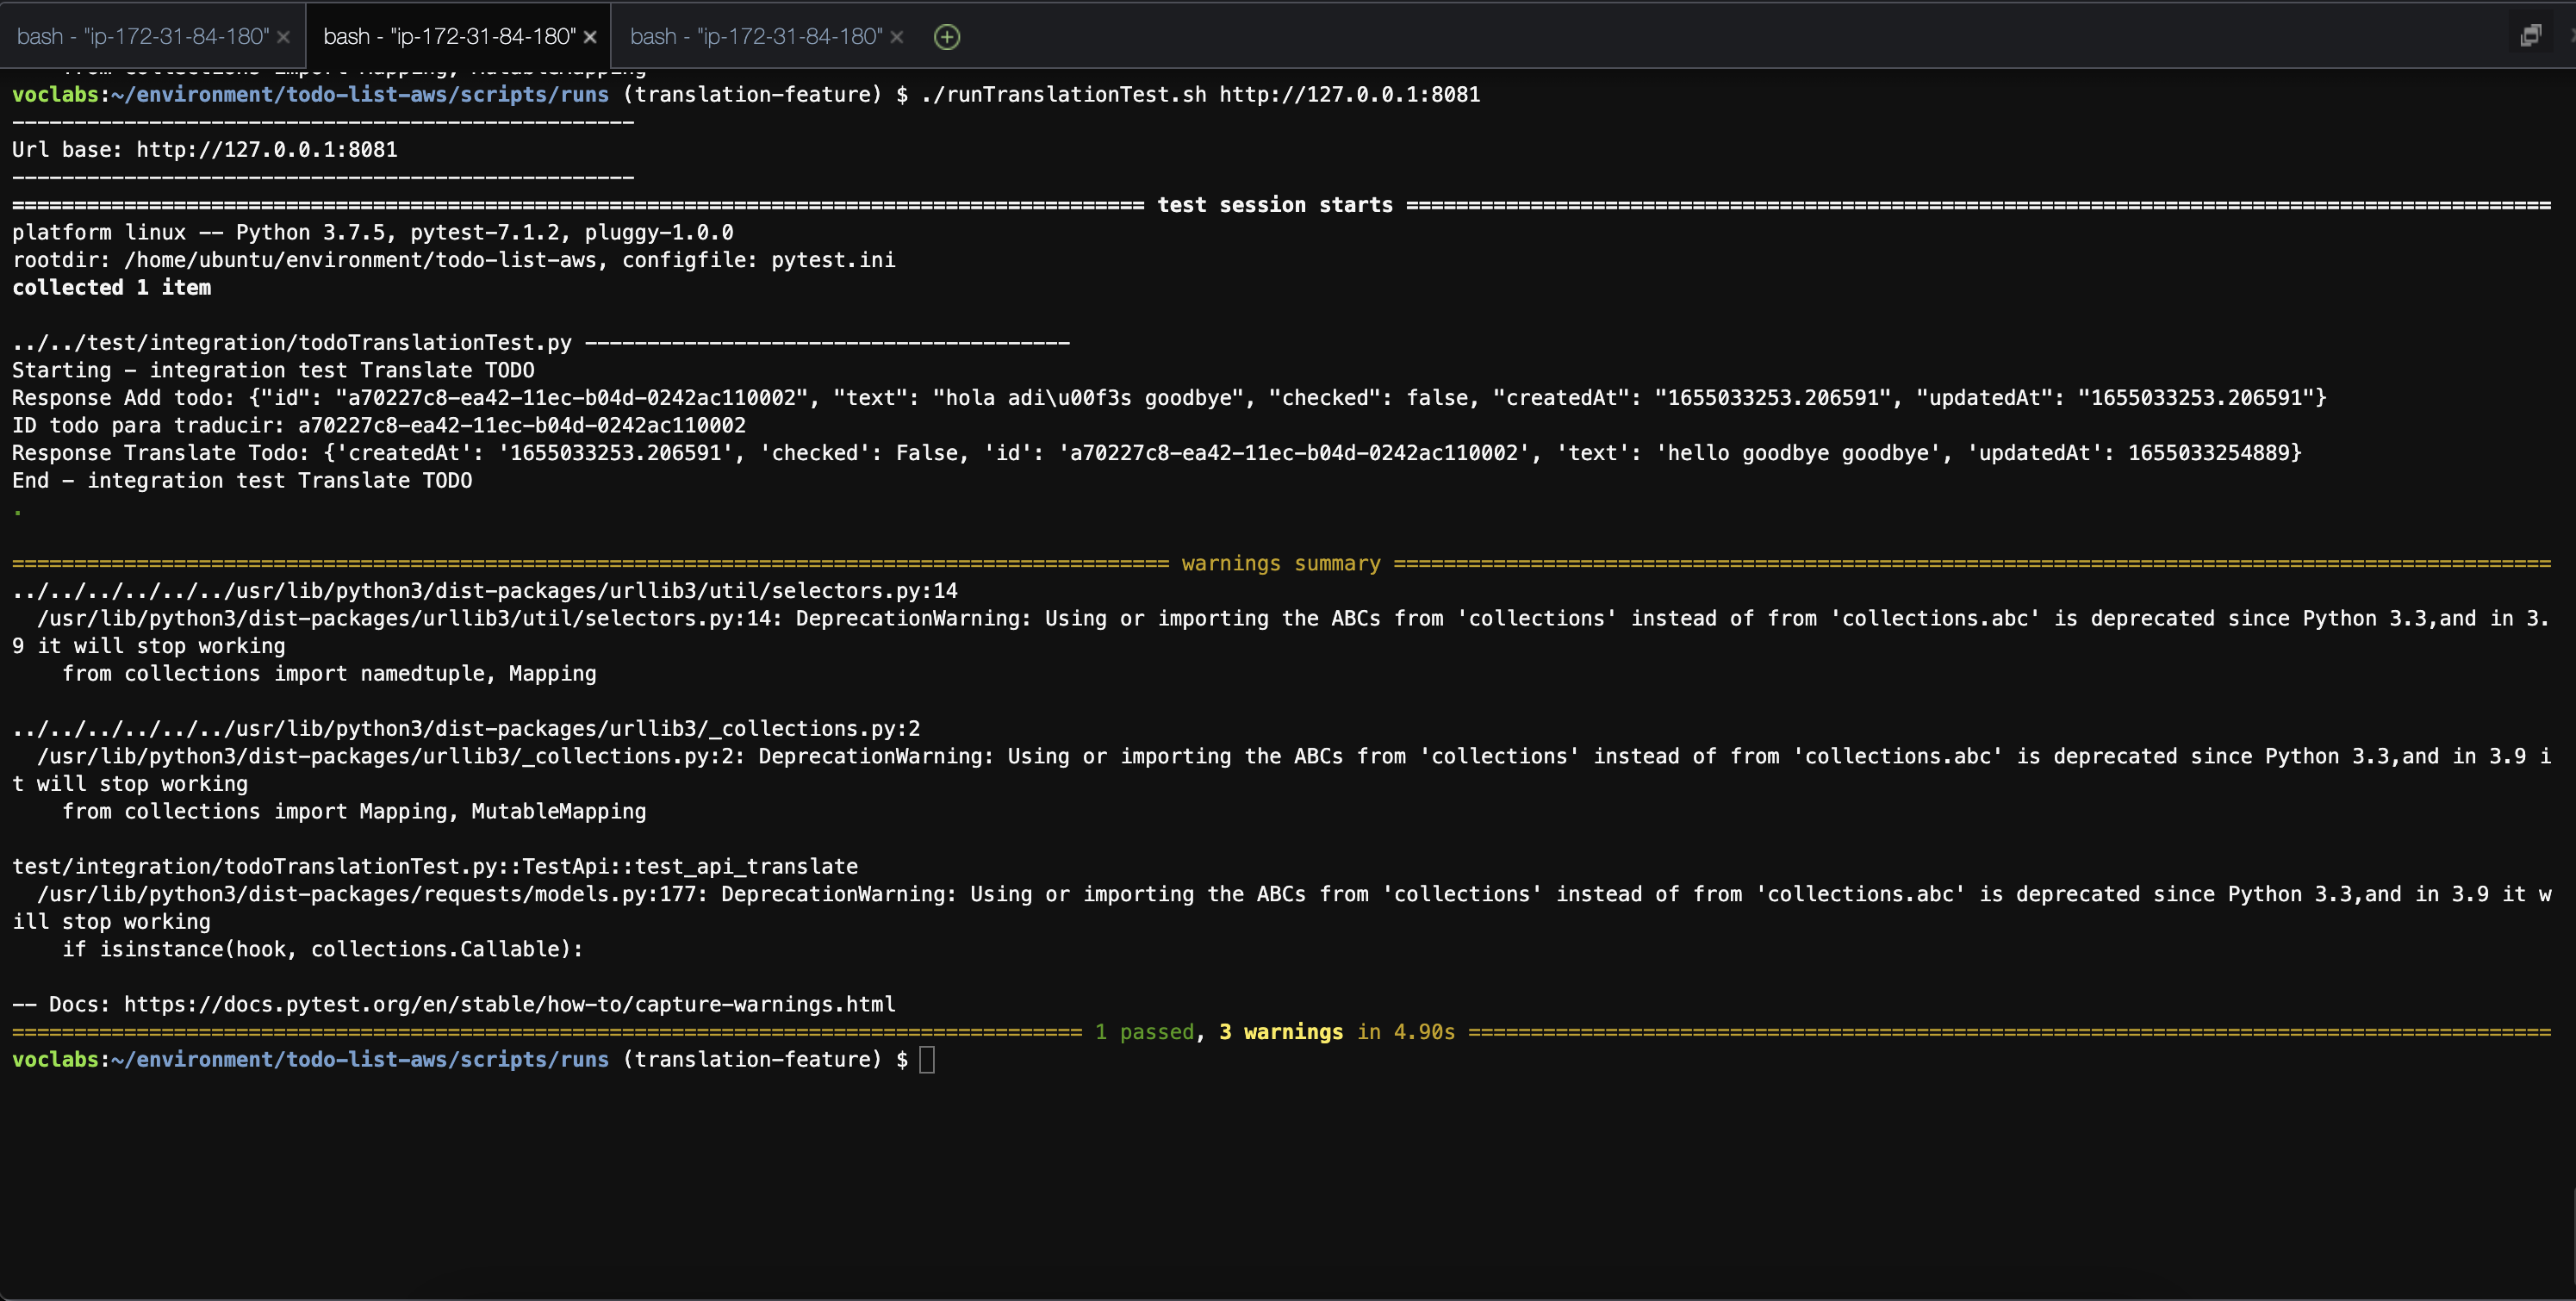 bash - "ip-172-31-84-180" × bash - "ip-172-31-84-180" × bash - "ip-172-31-84-180" ×
from collections import Mapping, MutableMapping
voclabs:~/environment/todo-list-aws/scripts/runs (translation-feature) $ ./runTranslationTest.sh http://127.0.0.1:8081
--------------------------------------------------
Url base: http://127.0.0.1:8081
--------------------------------------------------
=========================================================================================== test session starts ============================================================================================
platform linux -- Python 3.7.5, pytest-7.1.2, pluggy-1.0.0
rootdir: /home/ubuntu/environment/todo-list-aws, configfile: pytest.ini
collected 1 item
../../test/integration/todoTranslationTest.py ---------------------------------------
Starting - integration test Translate TODO
Response Add todo: {"id": "a70227c8-ea42-11ec-b04d-0242ac110002", "text": "hola adi\u00f3s goodbye", "checked": false, "createdAt": "1655033253.206591", "updatedAt": "1655033253.206591"}
ID todo para traducir: a70227c8-ea42-11ec-b04d-0242ac110002
Response Translate Todo: {'createdAt': '1655033253.206591', 'checked': False, 'id': 'a70227c8-ea42-11ec-b04d-0242ac110002', 'text': 'hello goodbye goodbye', 'updatedAt': 1655033254889}
End - integration test Translate TODO
.
============================================================================================= warnings summary =============================================================================================
../../../../../../usr/lib/python3/dist-packages/urllib3/util/selectors.py:14
/usr/lib/python3/dist-packages/urllib3/util/selectors.py:14: DeprecationWarning: Using or importing the ABCs from 'collections' instead of from 'collections.abc' is deprecated since Python 3.3,and in 3.
9 it will stop working
from collections import namedtuple, Mapping
../../../../../../usr/lib/python3/dist-packages/urllib3/_collections.py:2
/usr/lib/python3/dist-packages/urllib3/_collections.py:2: DeprecationWarning: Using or importing the ABCs from 'collections' instead of from 'collections.abc' is deprecated since Python 3.3,and in 3.9 i
t will stop working
from collections import Mapping, MutableMapping
test/integration/todoTranslationTest.py::TestApi::test_api_translate
/usr/lib/python3/dist-packages/requests/models.py:177: DeprecationWarning: Using or importing the ABCs from 'collections' instead of from 'collections.abc' is deprecated since Python 3.3,and in 3.9 it w
ill stop working
if isinstance(hook, collections.Callable):
-- Docs: https://docs.pytest.org/en/stable/how-to/capture-warnings.html
====================================================================================== 1 passed, 3 warnings in 4.90s =======================================================================================
voclabs:~/environment/todo-list-aws/scripts/runs (translation-feature) $